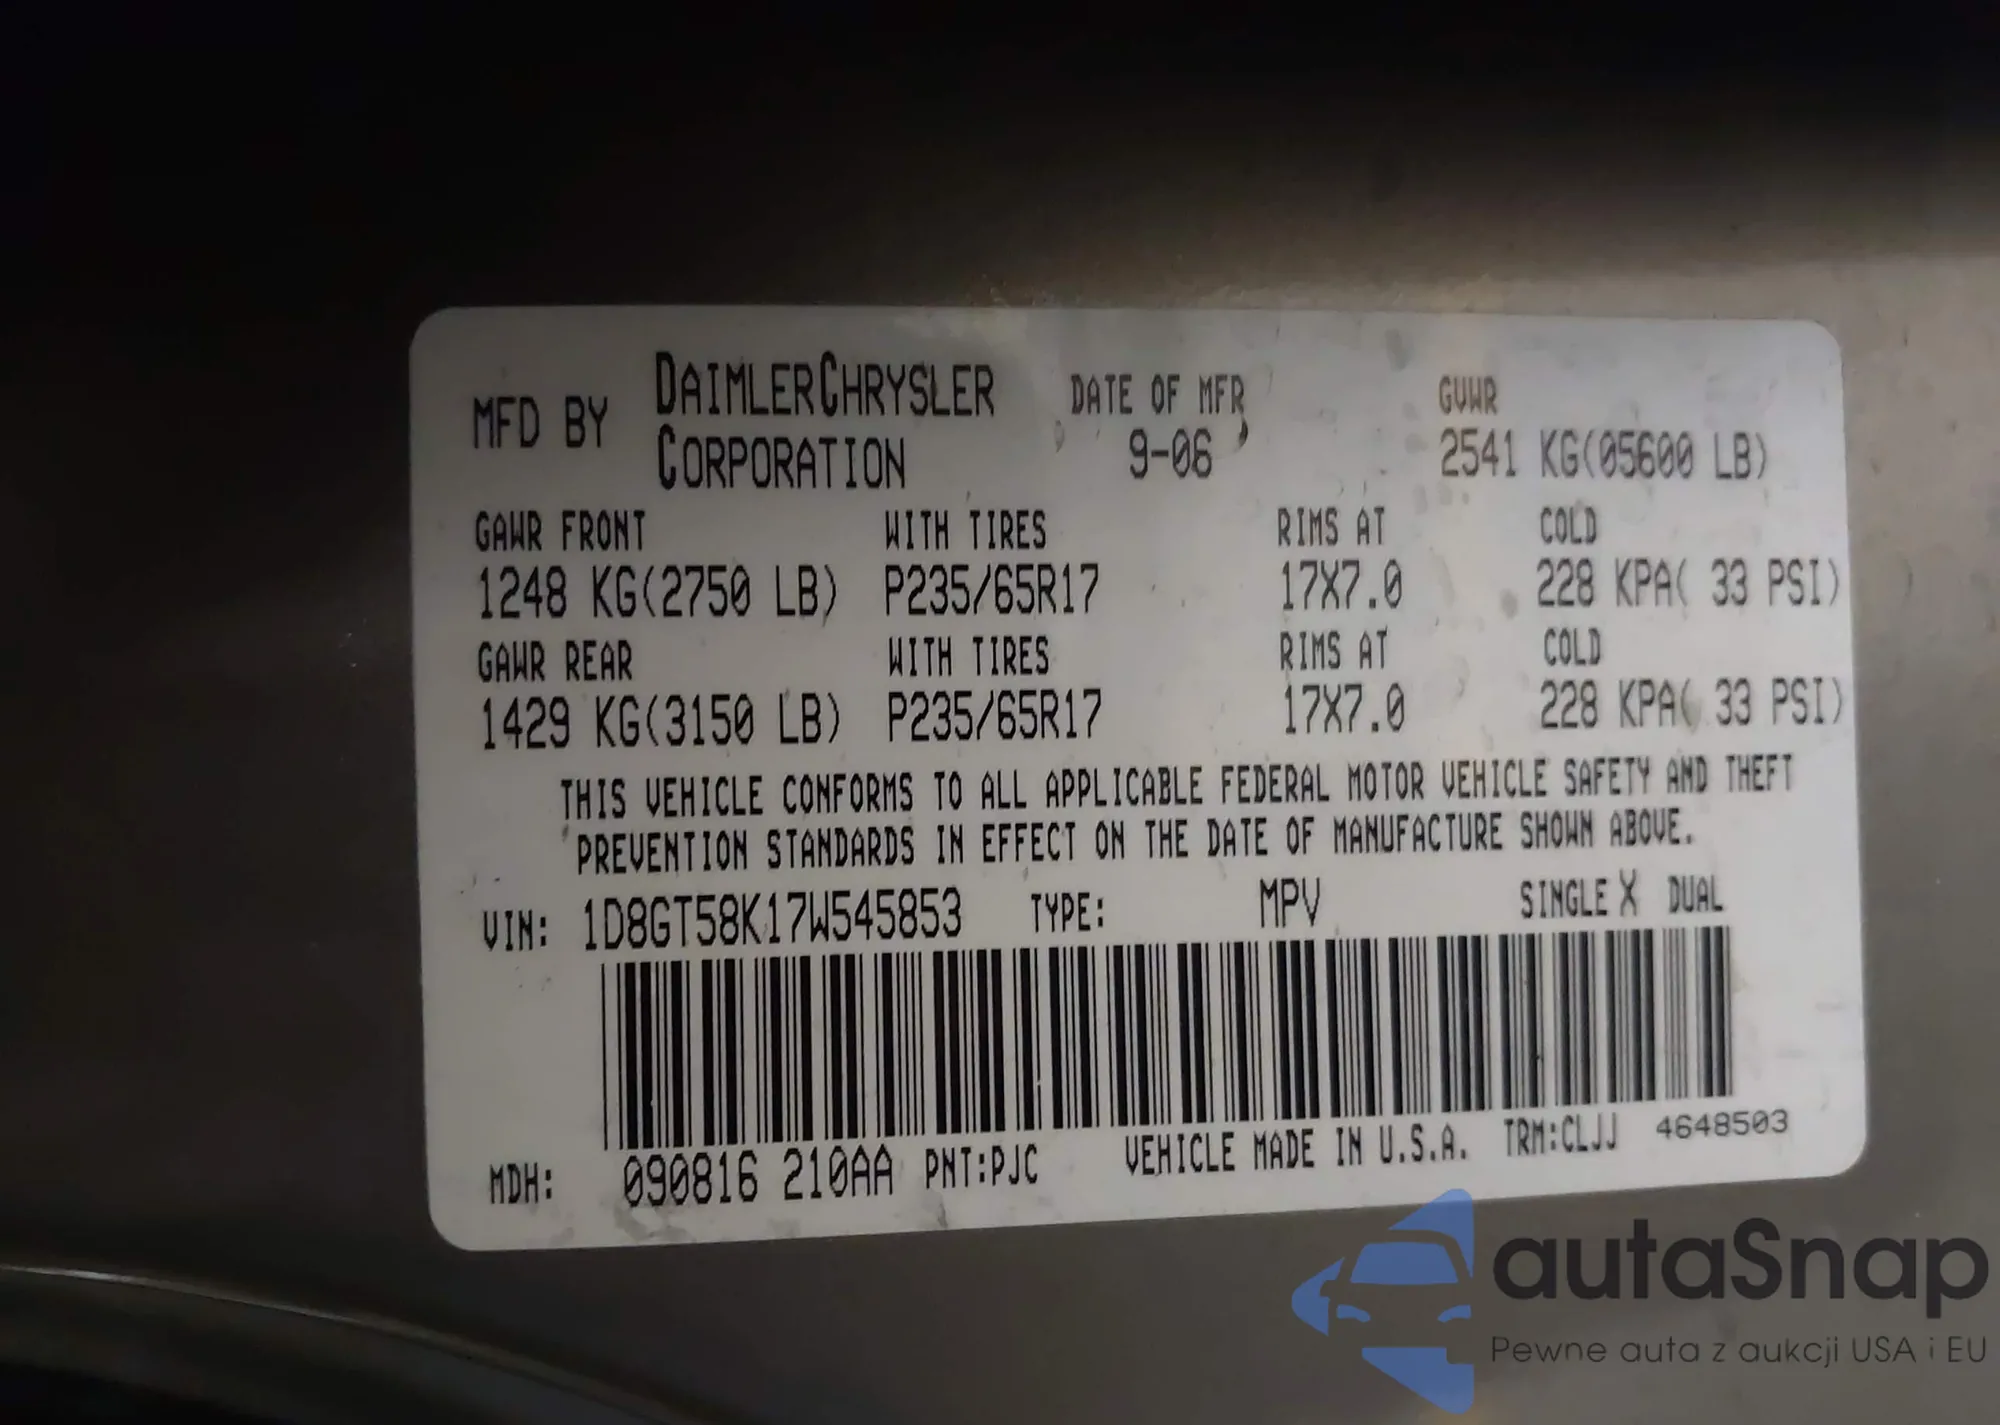 MFD BY DAIMLERCHRYSLER CORPORATION DATE OF MFR 9-06 GVWR 2541 KG(05600 LB)
GAWR FRONT WITH TIRES RIMS AT COLD
1248 KG(2750 LB) P235/65R17 17X7.0 228 KPA( 33 PSI)
GAWR REAR WITH TIRES RIMS AT COLD
1429 KG(3150 LB) P235/65R17 17X7.0 228 KPA( 33 PSI)
THIS VEHICLE CONFORMS TO ALL APPLICABLE FEDERAL MOTOR VEHICLE SAFETY AND THEFT
PREVENTION STANDARDS IN EFFECT ON THE DATE OF MANUFACTURE SHOWN ABOVE.
VIN: 1D8GT58K17W545853 TYPE: MPV SINGLE X DUAL
MDH: 090816 210AA PNT:PJC VEHICLE MADE IN U.S.A. TRM:CLJJ 4648503
autaSnap
Pewne auta z aukcji USA i EU